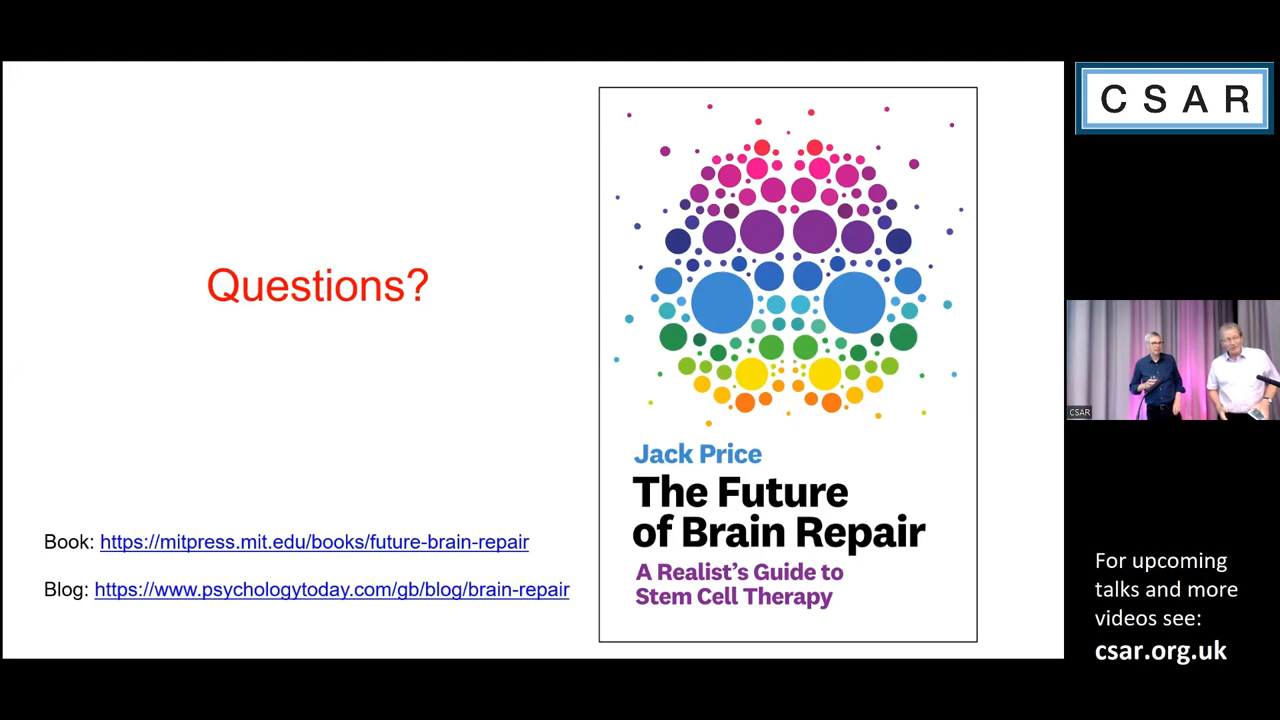 Questions?
Book: https://mitpress.mit.edu/books/future-brain-repair
Blog: https://www.psychologytoday.com/gb/blog/brain-repair
Jack Price
The Future
of Brain Repair
A Realist's Guide to
Stem Cell Therapy
CSAR
CSAR
For upcoming
talks and more
videos see:
csar.org.uk